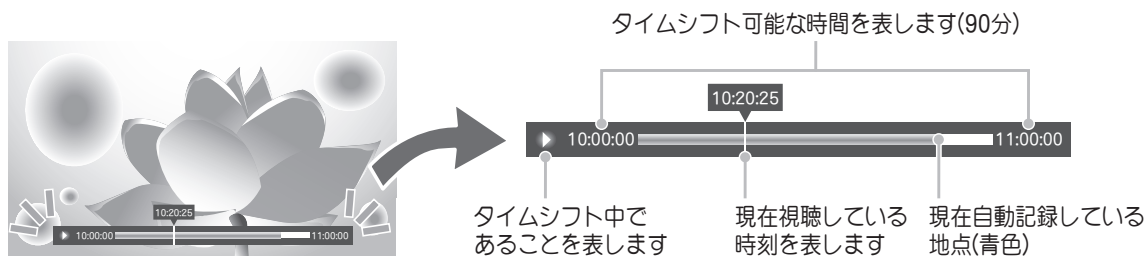 タイムシフト可能な時間を表します(90分)
10:20:25
10:00:00
11:00:00
10:20:25
10:00:00
11:00:00
タイムシフト中で
あることを表します
現在視聴している
時刻を表します
現在自動記録している
地点(青色)